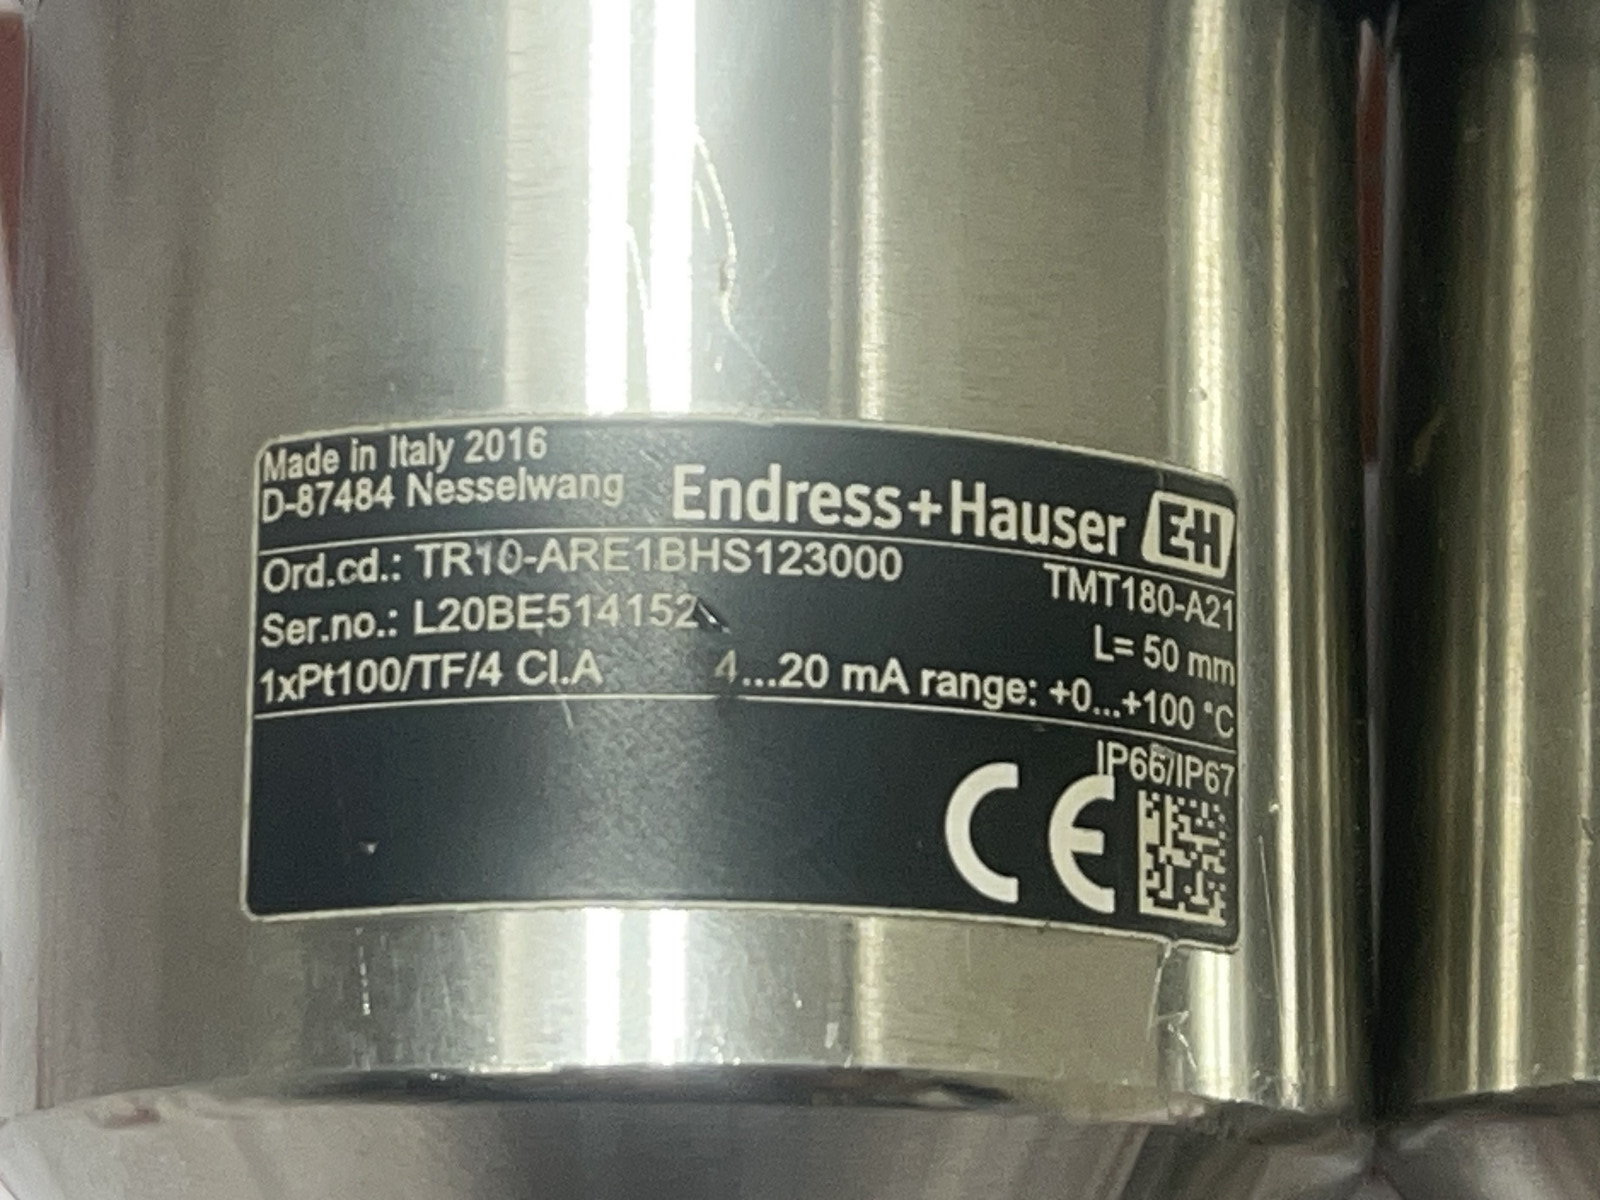 Made in Italy 2016
D-87484 Nesselwang
Endress+Hauser EH
Ord.cd.: TR10-ARE1BHS123000
TMT180-A21
Ser.no.: L20BE514152
L= 50 mm
1xPt100/TF/4 Cl.A 4...20 mA range: +0...+100 °C
IP66/IP67
CE